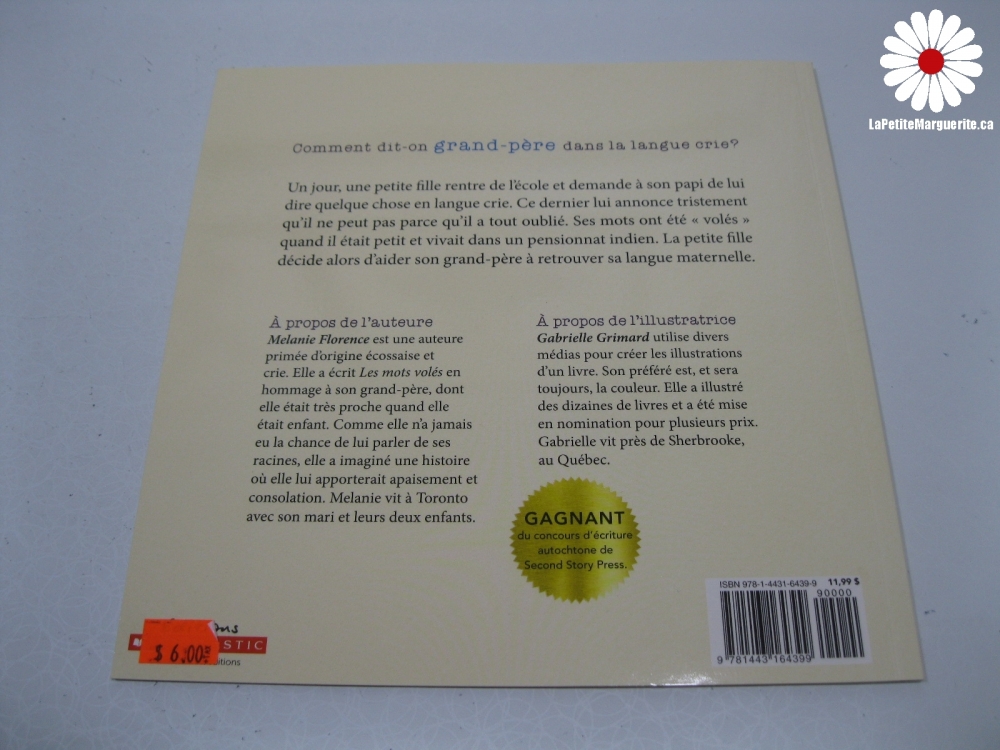 LaPetiteMarguerite.ca
Comment dit-on grand-père dans la langue crie?
Un jour, une petite fille rentre de l'école et demande à son papi de lui
dire quelque chose en langue crie. Ce dernier lui annonce tristement
qu'il ne peut pas parce qu'il a tout oublié. Ses mots ont été « volés »
quand il était petit et vivait dans un pensionnat indien. La petite fille
décide alors d'aider son grand-père à retrouver sa langue maternelle.
À propos de l'auteure
Melanie Florence est une auteure
primée d'origine écossaise et
crie. Elle a écrit Les mots volés en
hommage à son grand-père, dont
elle était très proche quand elle
était enfant. Comme elle n'a jamais
eu la chance de lui parler de ses
racines, elle a imaginé une histoire
où elle lui apporterait apaisement et
consolation. Melanie vit à Toronto
avec son mari et leurs deux enfants.
À propos de l'illustratrice
Gabrielle Grimard utilise divers
médias pour créer les illustrations
d'un livre. Son préféré est, et sera
toujours, la couleur. Elle a illustré
des dizaines de livres et a été mise
en nomination pour plusieurs prix.
Gabrielle vit près de Sherbrooke,
au Québec.
GAGNANT
du concours d'écriture
autochtone de
Second Story Press.
ISBN 978-1-4431-6439-9 11,99 $
90000
9 781443 164399
$ 6.00